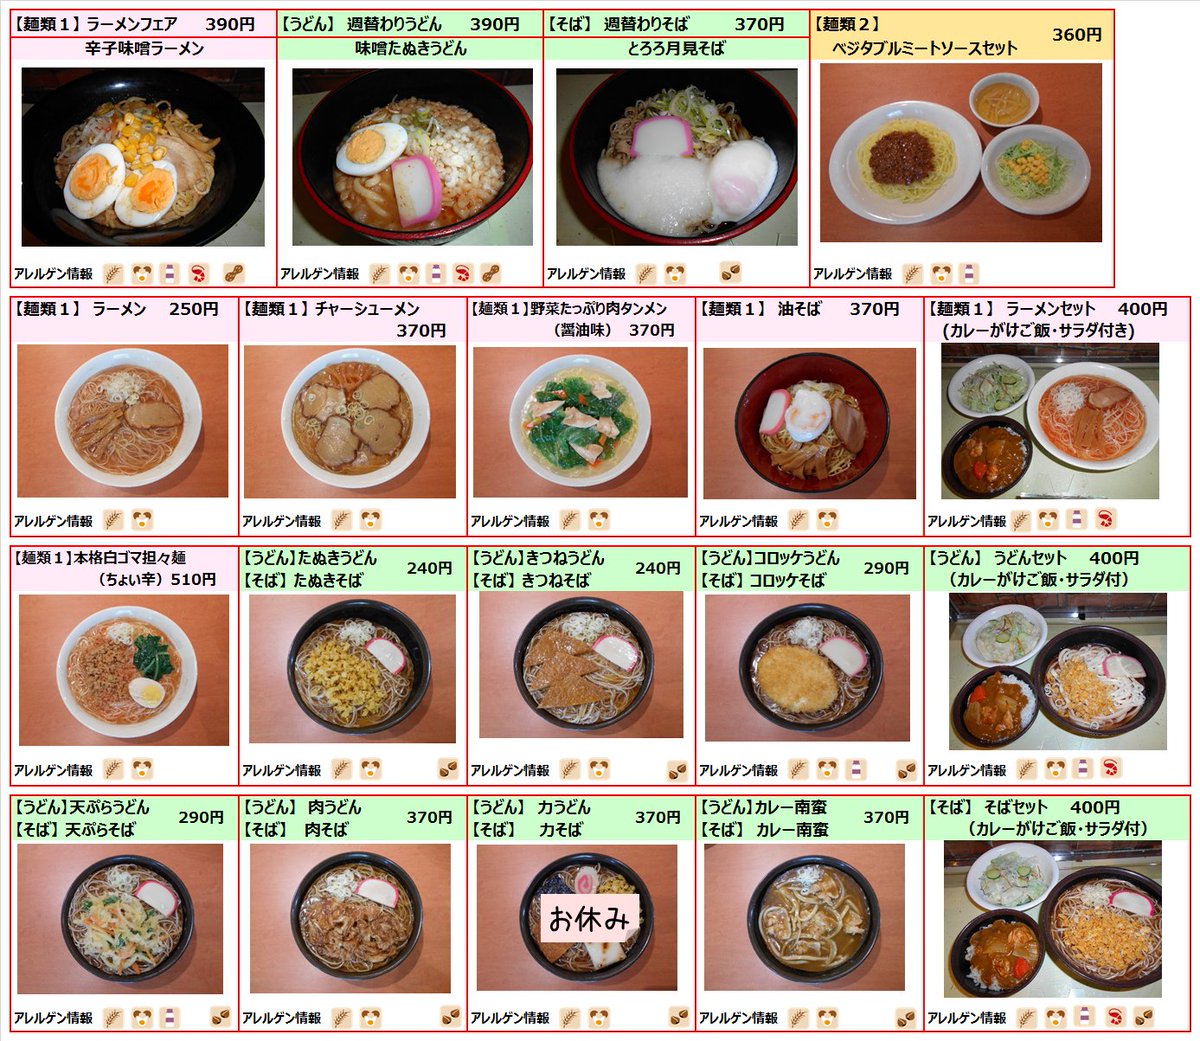 【麺類１】 ラーメンフェア　390円
辛子味噌ラーメン
アレルゲン情報
【うどん】 週替わりうどん　390円
味噌たぬきうどん
アレルゲン情報
【そば】 週替わりそば　370円
とろろ月見そば
アレルゲン情報
【麺類２】
ベジタブルミートソースセット
360円
アレルゲン情報
【麺類１】 ラーメン　250円
アレルゲン情報
【麺類１】 チャーシューメン
370円
アレルゲン情報
【麺類１】野菜たっぷり肉タンメン
（醤油味）　370円
アレルゲン情報
【麺類１】 油そば　370円
アレルゲン情報
【麺類１】 ラーメンセット　400円
(カレーがけご飯・サラダ付き)
アレルゲン情報
【麺類１】本格白ゴマ担々麺
（ちょい辛）510円
アレルゲン情報
【うどん】たぬきうどん
【そば】 たぬきそば
240円
アレルゲン情報
【うどん】きつねうどん
【そば】 きつねそば
240円
アレルゲン情報
【うどん】コロッケうどん
【そば】 コロッケそば
290円
アレルゲン情報
【うどん】 うどんセット　400円
（カレーがけご飯・サラダ付）
アレルゲン情報
【うどん】天ぷらうどん
【そば】 天ぷらそば
290円
アレルゲン情報
【うどん】 肉うどん
【そば】 肉そば
370円
アレルゲン情報
【うどん】 力うどん
【そば】 力そば
370円
お休み
アレルゲン情報
【うどん】カレー南蛮
【そば】 カレー南蛮
370円
アレルゲン情報
【そば】 そばセット　400円
（カレーがけご飯・サラダ付）
アレルゲン情報